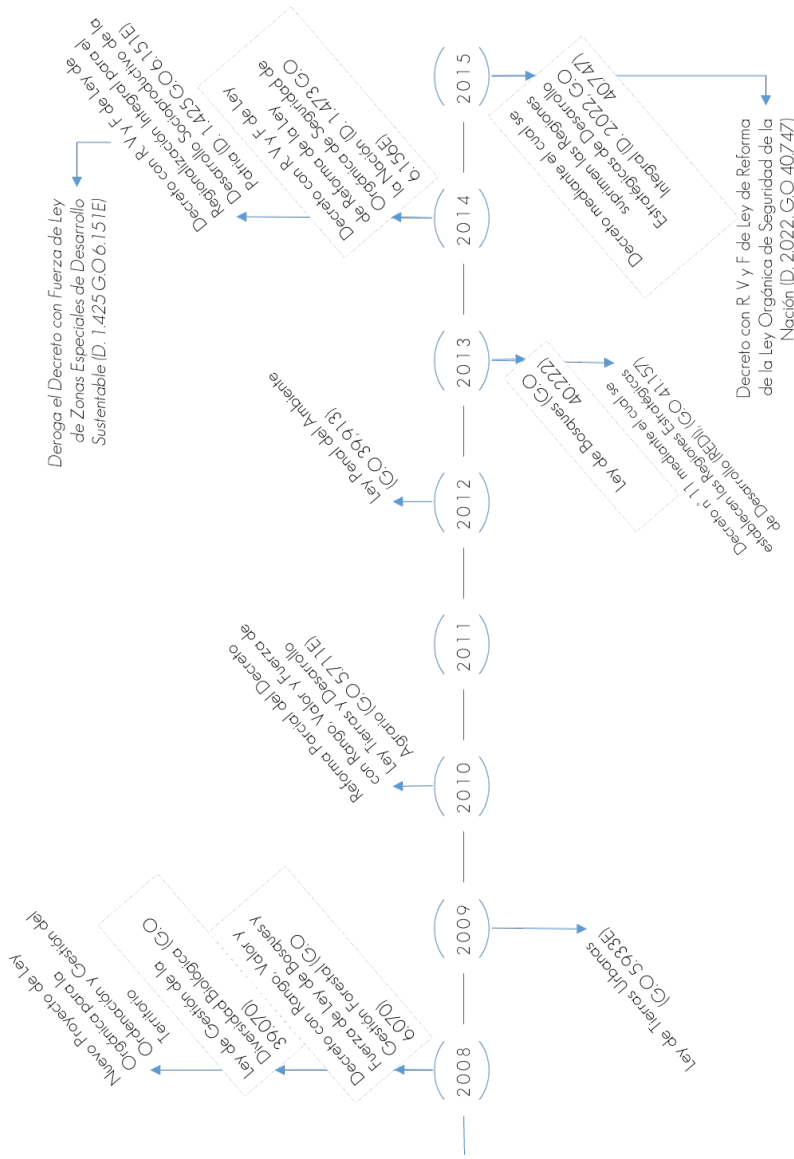 2008
Nuevo Proyecto de Ley
Orgánica para la
Ordenación y Gestión del
Territorio
Ley de Gestión de la
Diversidad Biológica (G.O
39,070)
Decreto con Rango, Valor y
Fuerza de Ley de Bosques y
Gestión Forestal (G.O
6.070)
2009
Ley de Tierras Urbanas
(G.O 5.933E)
2010
Reforma Parcial del Decreto
con Rango, Valor y Fuerza de
Ley Tierras y Desarrollo
Agrario (G.O 5.711E)
2011
2012
Ley Penal del Ambiente
(G.O 39,913)
2013
Ley de Bosques (G.O
40.222)
Decreto n° 11 mediante el cual se
establecen las Regiones Estratégicas
de Desarrollo (REDI), (G.O 41.157)
2014
Decreto con R. V y F de Ley de
Regionalización Integral para el
Desarrollo Socioproductivo de la
Patria (D. 1.425 G.O 6.151E)
Deroga el Decreto con Fuerza de Ley
de Zonas Especiales de Desarrollo
Sustentable (D. 1.425 G.O 6.151E)
Decreto con R. V y F de Ley
de Reforma de la Ley
Orgánica de Seguridad de
la Nación (D. 1.473 G.O
6.156E)
2015
Decreto mediante el cual se
suprimen las Regiones
Estratégicas de Desarrollo
Integral (D. 2.022, G.O
40.747)
Decreto con R. V y F de Ley de Reforma
de la Ley Orgánica de Seguridad de la
Nación (D. 2.022, G.O 40.747)